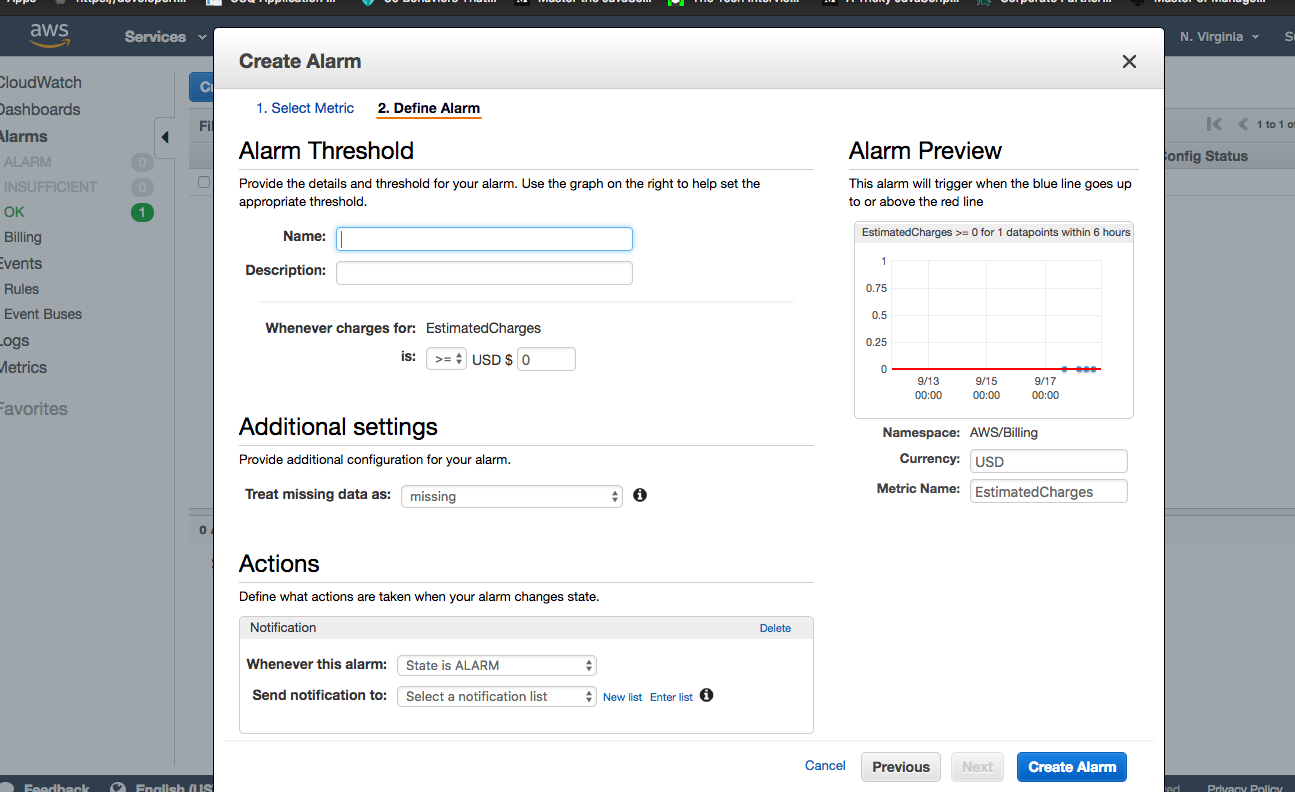 Apps
aws
Services
N. Virginia
CloudWatch
Dashboards
Alarms
ALARM 0
INSUFFICIENT 0
OK 1
Billing
Events
Rules
Event Buses
Logs
Metrics
Favorites
1 to 1 of
Config Status
Create Alarm
1. Select Metric 2. Define Alarm
Alarm Threshold
Provide the details and threshold for your alarm. Use the graph on the right to help set the
appropriate threshold.
Name:
Description:
Whenever charges for: EstimatedCharges
is: >= USD $ 0
Additional settings
Provide additional configuration for your alarm.
Treat missing data as: missing
Actions
Define what actions are taken when your alarm changes state.
Notification Delete
Whenever this alarm: State is ALARM
Send notification to: Select a notification list New list Enter list
Alarm Preview
This alarm will trigger when the blue line goes up
to or above the red line
EstimatedCharges >= 0 for 1 datapoints within 6 hours
1
0.75
0.5
0.25
0
9/13 9/15 9/17
00:00 00:00 00:00
Namespace: AWS/Billing
Currency: USD
Metric Name: EstimatedCharges
Cancel Previous Next Create Alarm
Feedback English (US
Privacy Policy